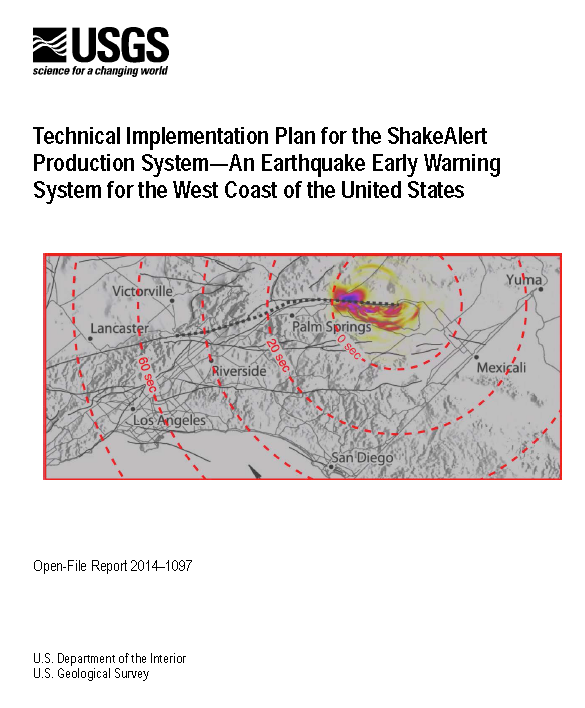 USGS
science for a changing world
Technical Implementation Plan for the ShakeAlert
Production System—An Earthquake Early Warning
System for the West Coast of the United States
Yuma
Victorville
Lancaster
Palm Springs
0 sec
20 sec
60 sec
Riverside
Mexicali
Los Angeles
San Diego
Open-File Report 2014–1097
U.S. Department of the Interior
U.S. Geological Survey